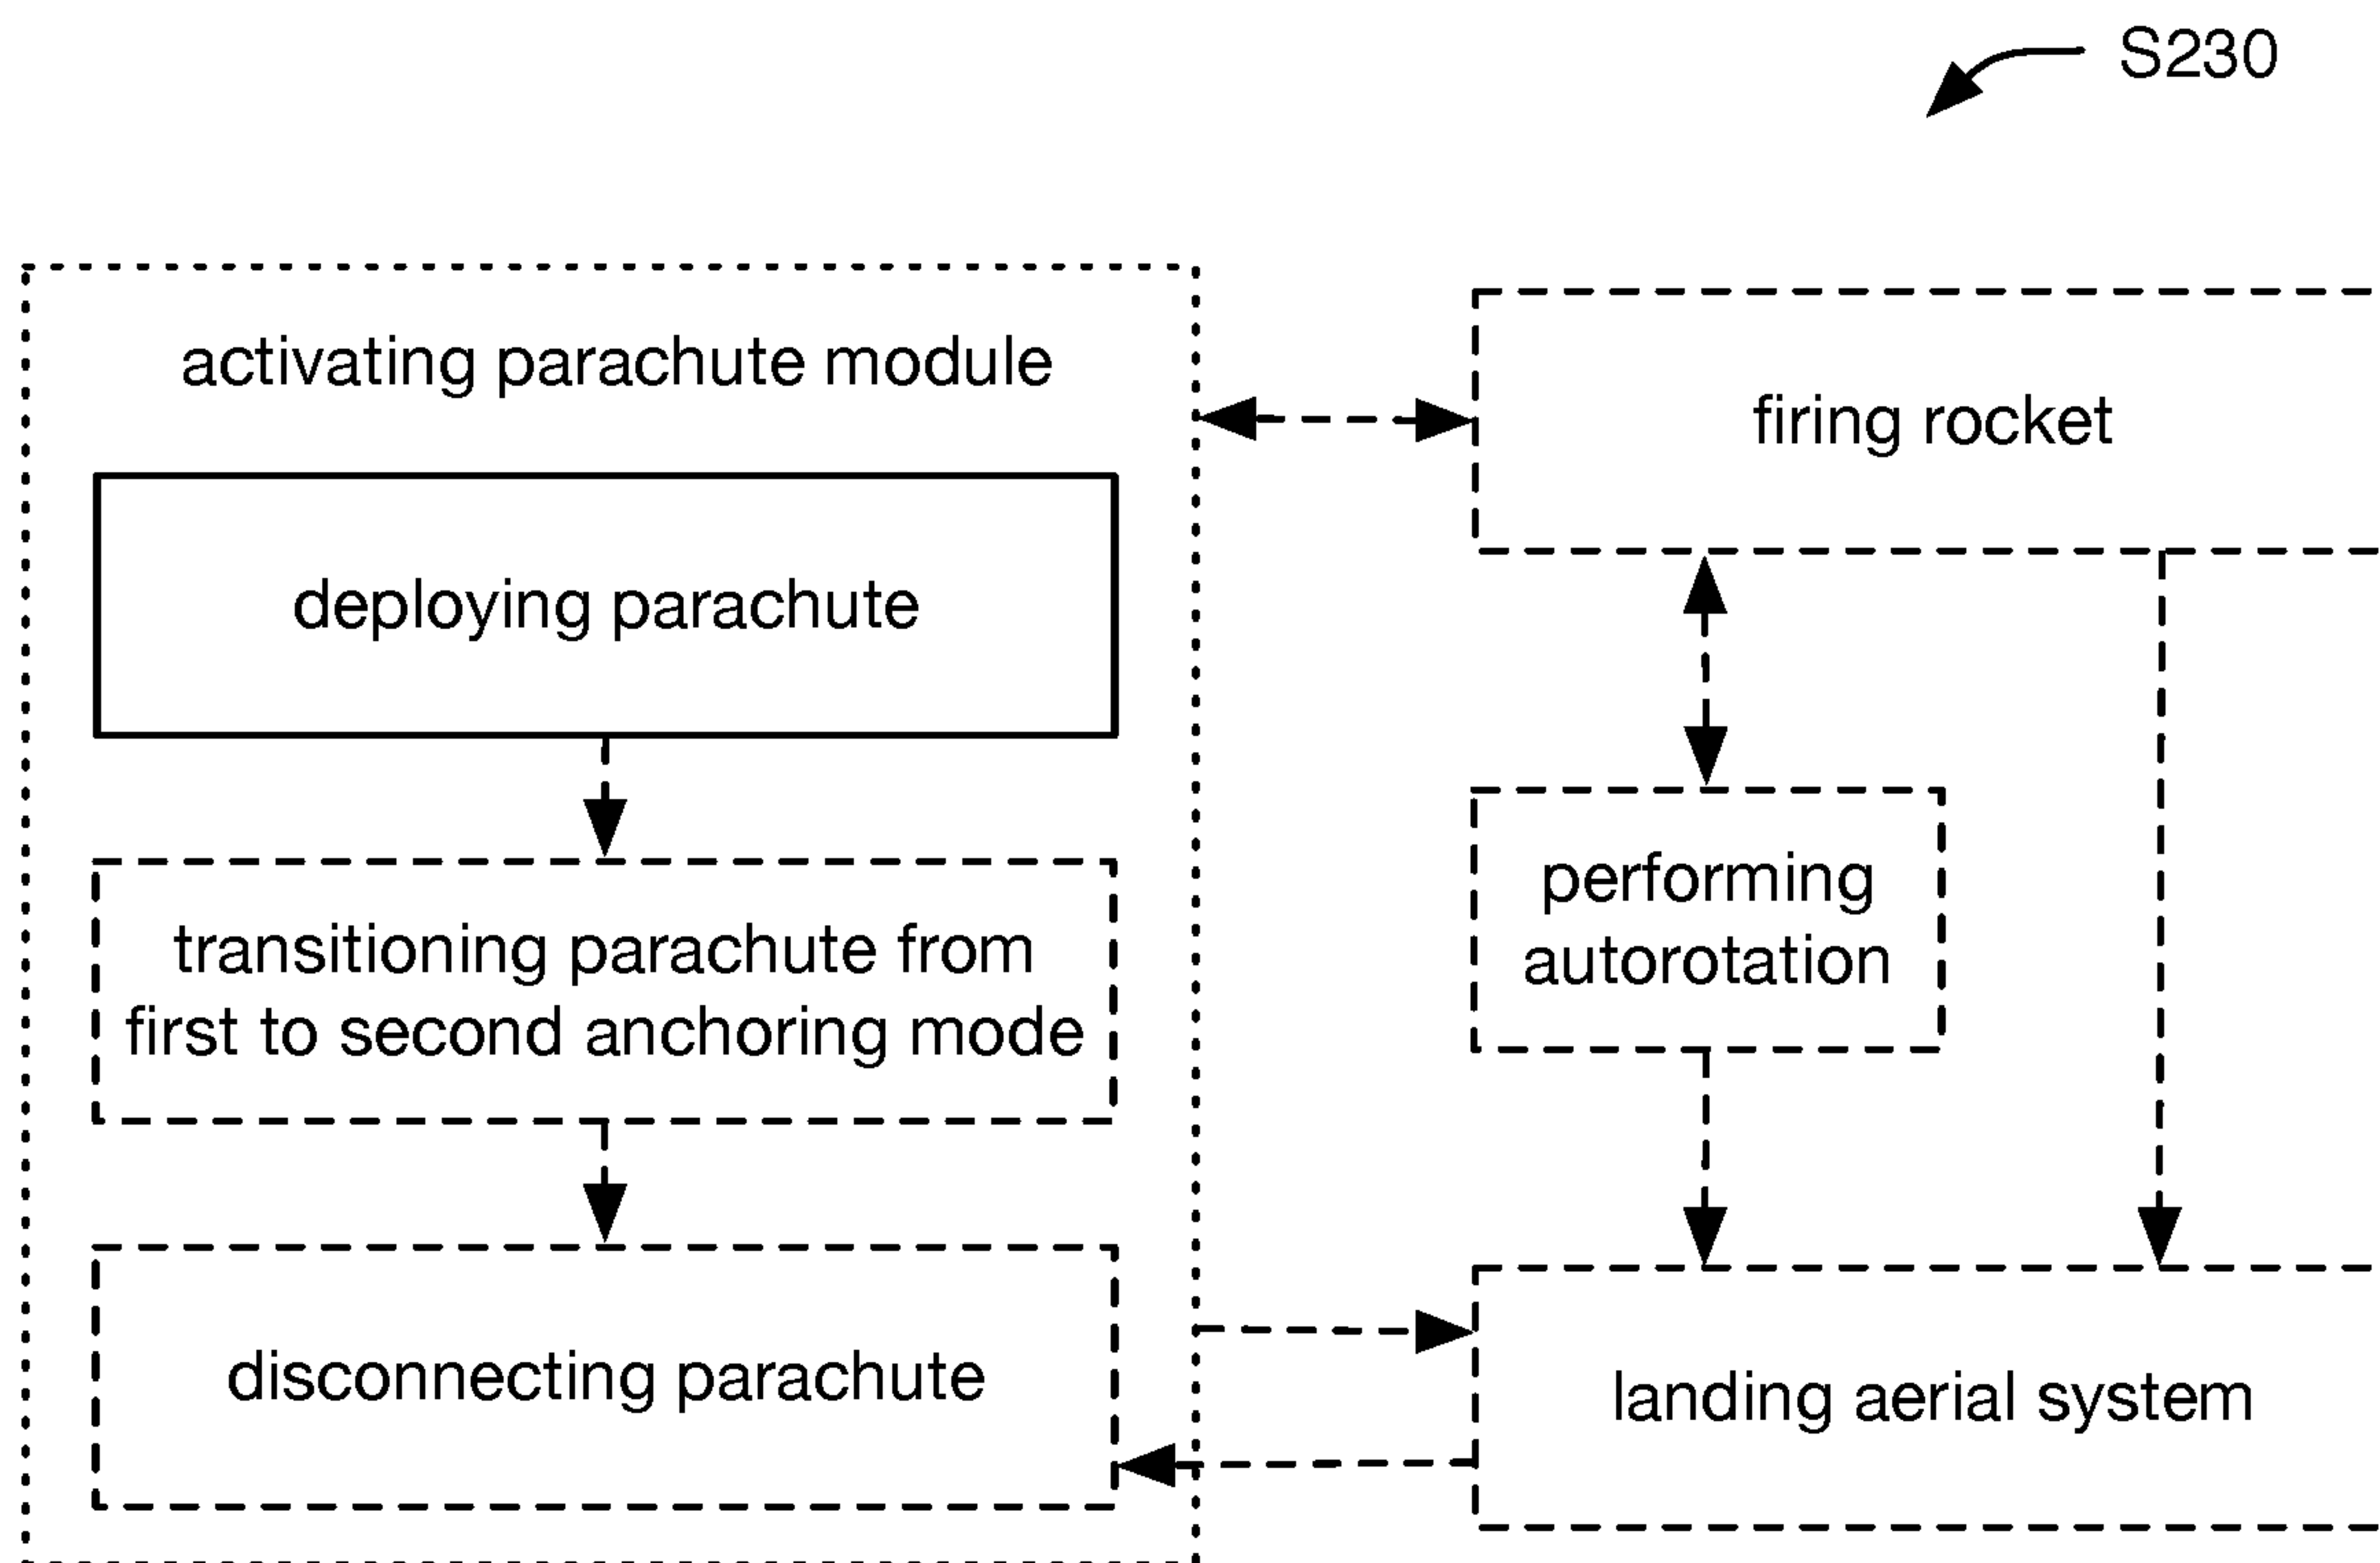 S230
activating parachute module
deploying parachute
transitioning parachute from
first to second anchoring mode
disconnecting parachute
firing rocket
performing
autorotation
landing aerial system